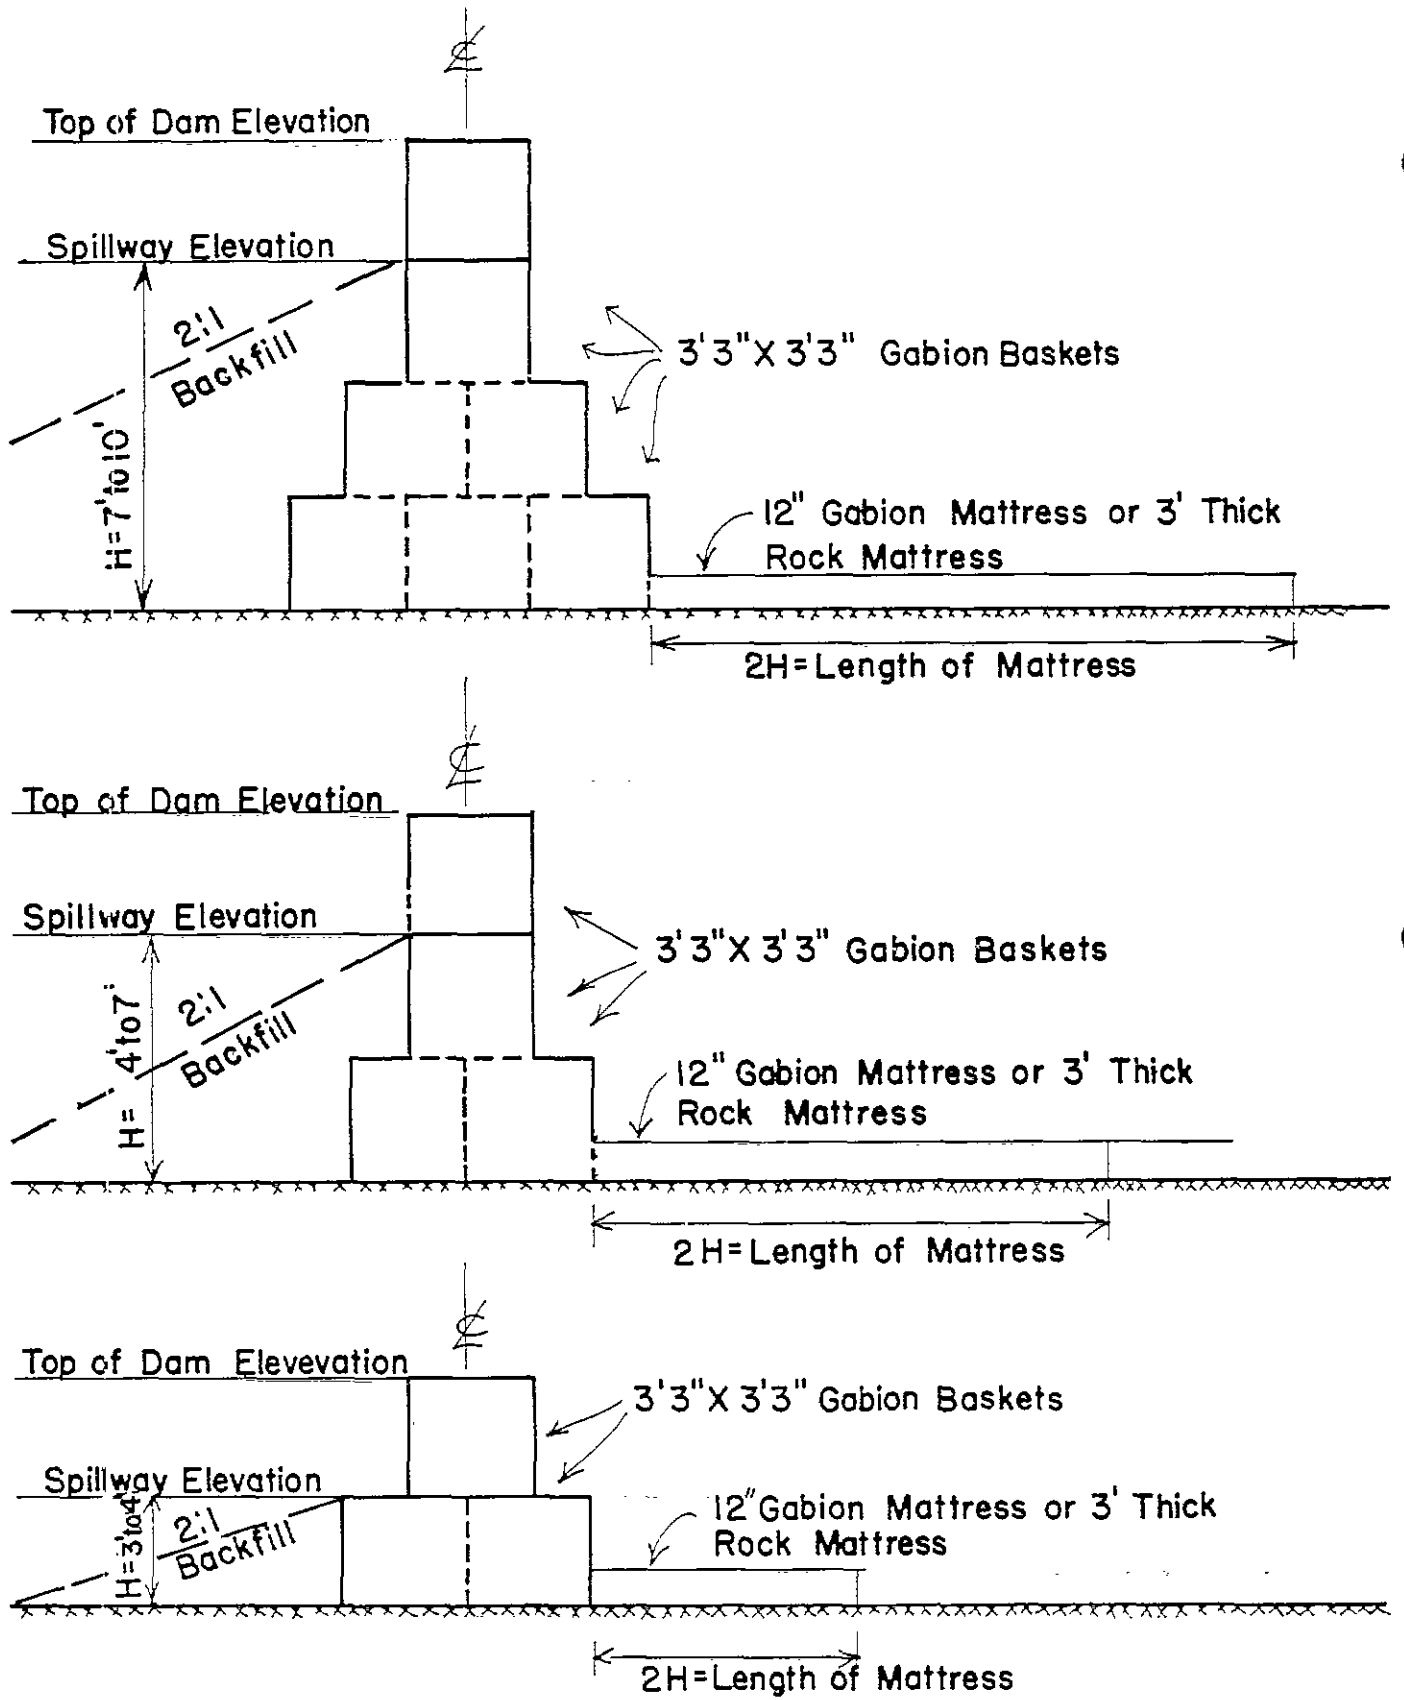 ℄
Top of Dam Elevation
Spillway Elevation
2:1
Backfill
H=7' to 10'
3'3" X 3'3" Gabion Baskets
12" Gabion Mattress or 3' Thick
Rock Mattress
2H=Length of Mattress
℄
Top of Dam Elevation
Spillway Elevation
2:1
Backfill
H= 4' to 7'
3'3" X 3'3" Gabion Baskets
12" Gabion Mattress or 3' Thick
Rock Mattress
2H=Length of Mattress
℄
Top of Dam Elevevation
3'3" X 3'3" Gabion Baskets
Spillway Elevation
2:1
Backfill
H=3' to 4'
12" Gabion Mattress or 3' Thick
Rock Mattress
2H=Length of Mattress